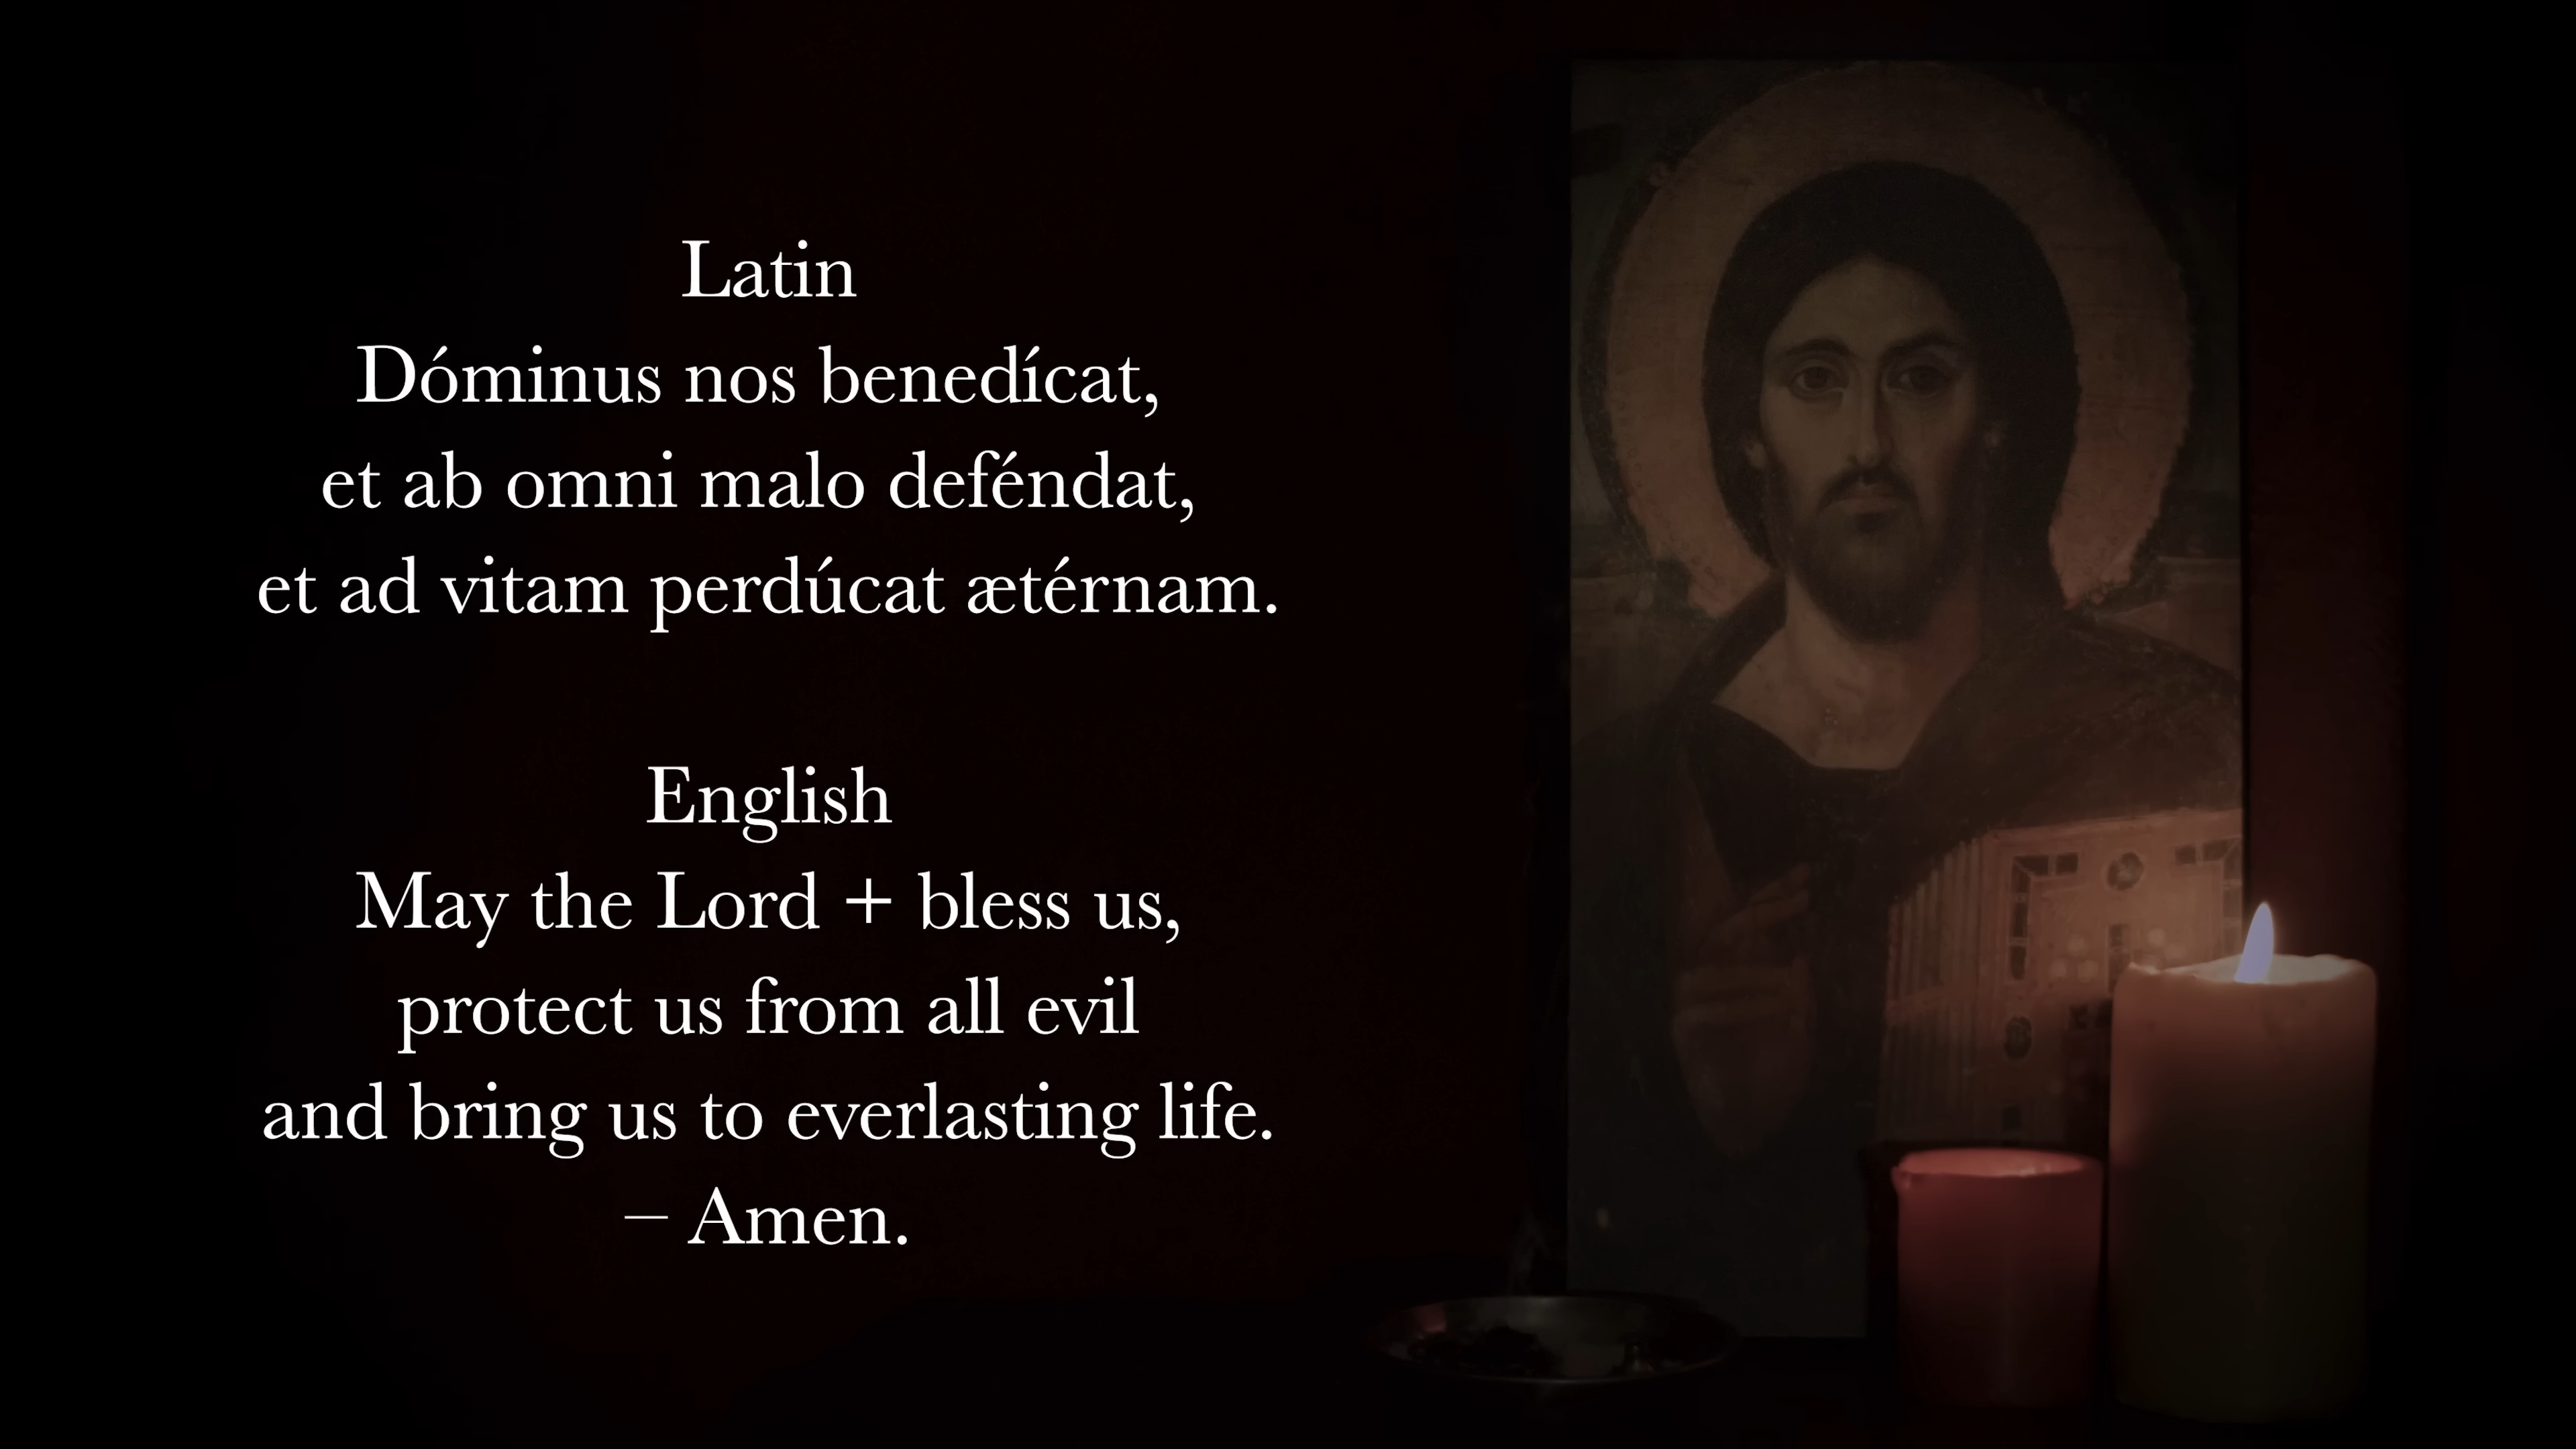 Latin
Dóminus nos benedícat,
et ab omni malo deféndat,
et ad vitam perdúcat ætérnam.
English
May the Lord + bless us,
protect us from all evil
and bring us to everlasting life.
– Amen.